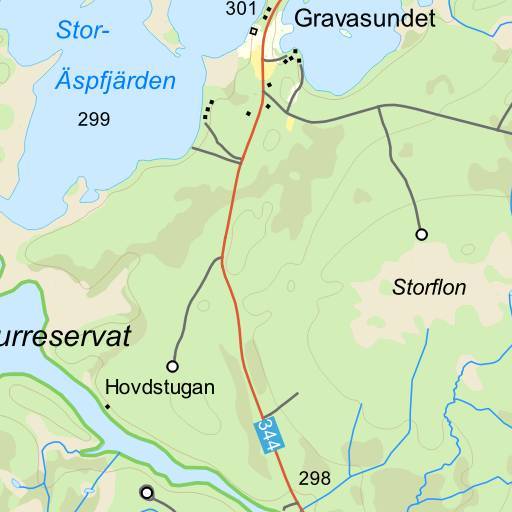 301
Gravasundet
Stor-
Äspfjärden
299
Storflon
urreservat
Hovdstugan
344
298